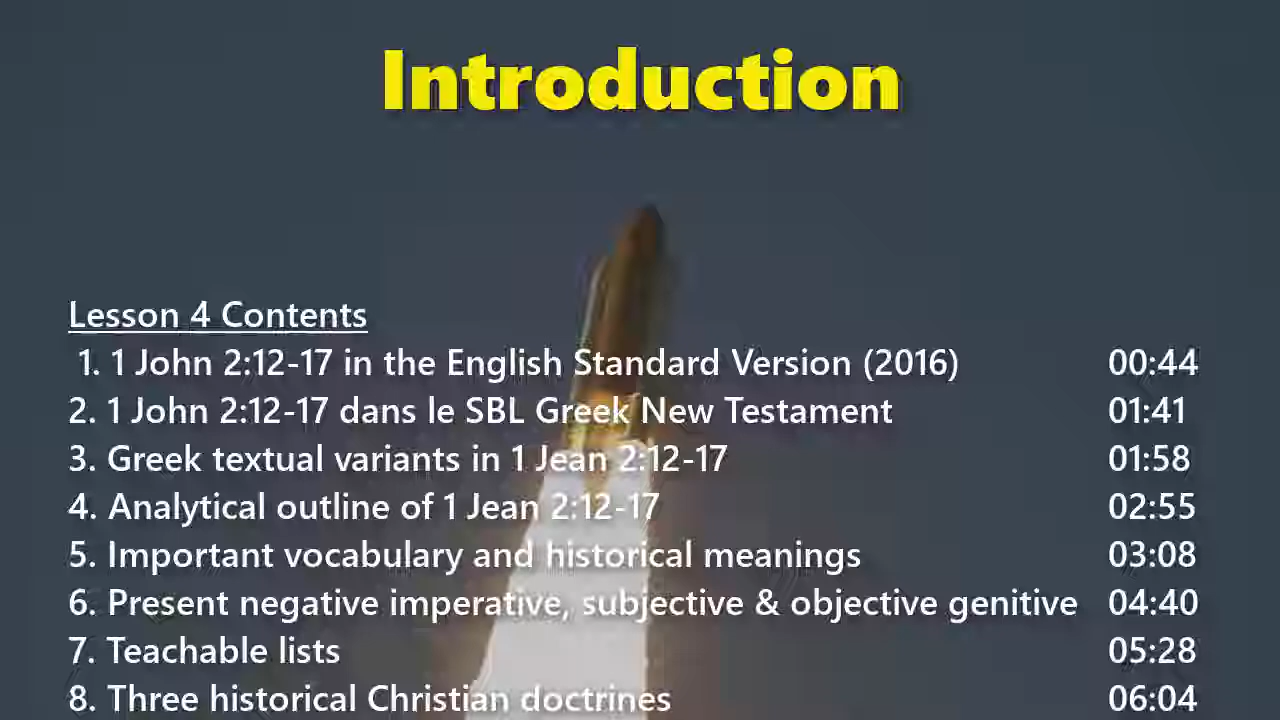 Introduction
Lesson 4 Contents
1. 1 John 2:12-17 in the English Standard Version (2016) 00:44
2. 1 John 2:12-17 dans le SBL Greek New Testament 01:41
3. Greek textual variants in 1 Jean 2:12-17 01:58
4. Analytical outline of 1 Jean 2:12-17 02:55
5. Important vocabulary and historical meanings 03:08
6. Present negative imperative, subjective & objective genitive 04:40
7. Teachable lists 05:28
8. Three historical Christian doctrines 06:04